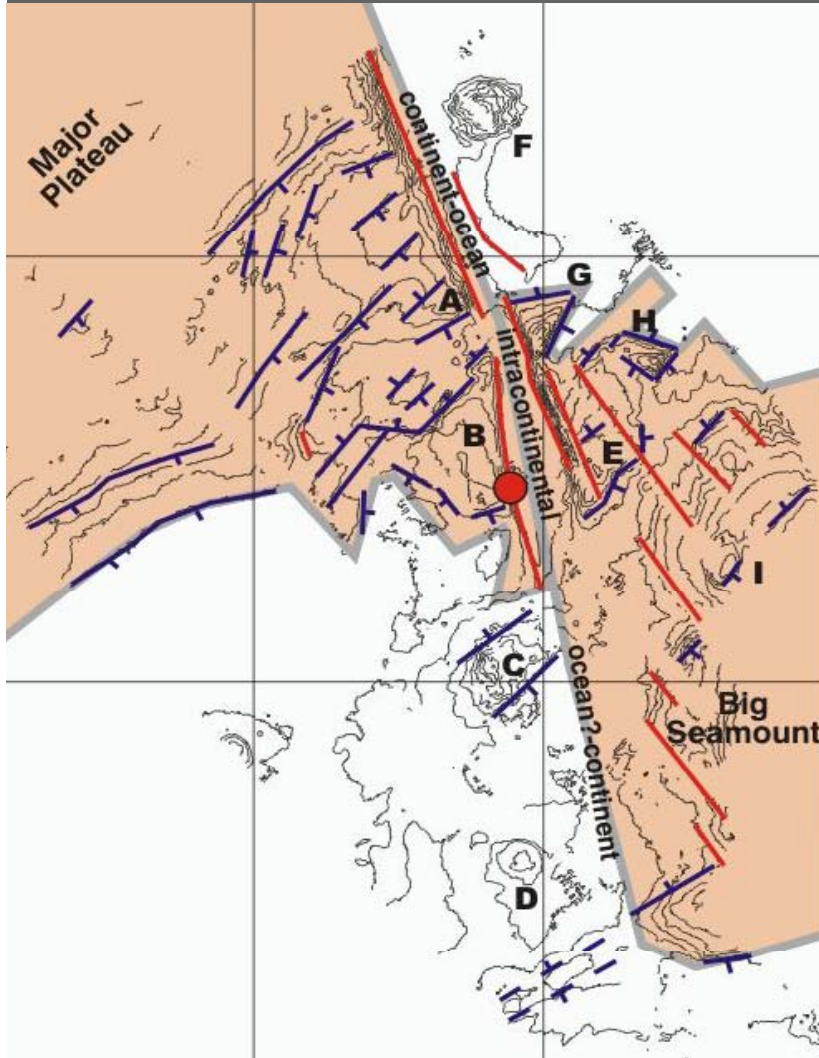 Major
Plateau
continent-ocean
F
G
A
H
intracontinental
B
E
I
C
ocean?-continent
Big
Seamount
D